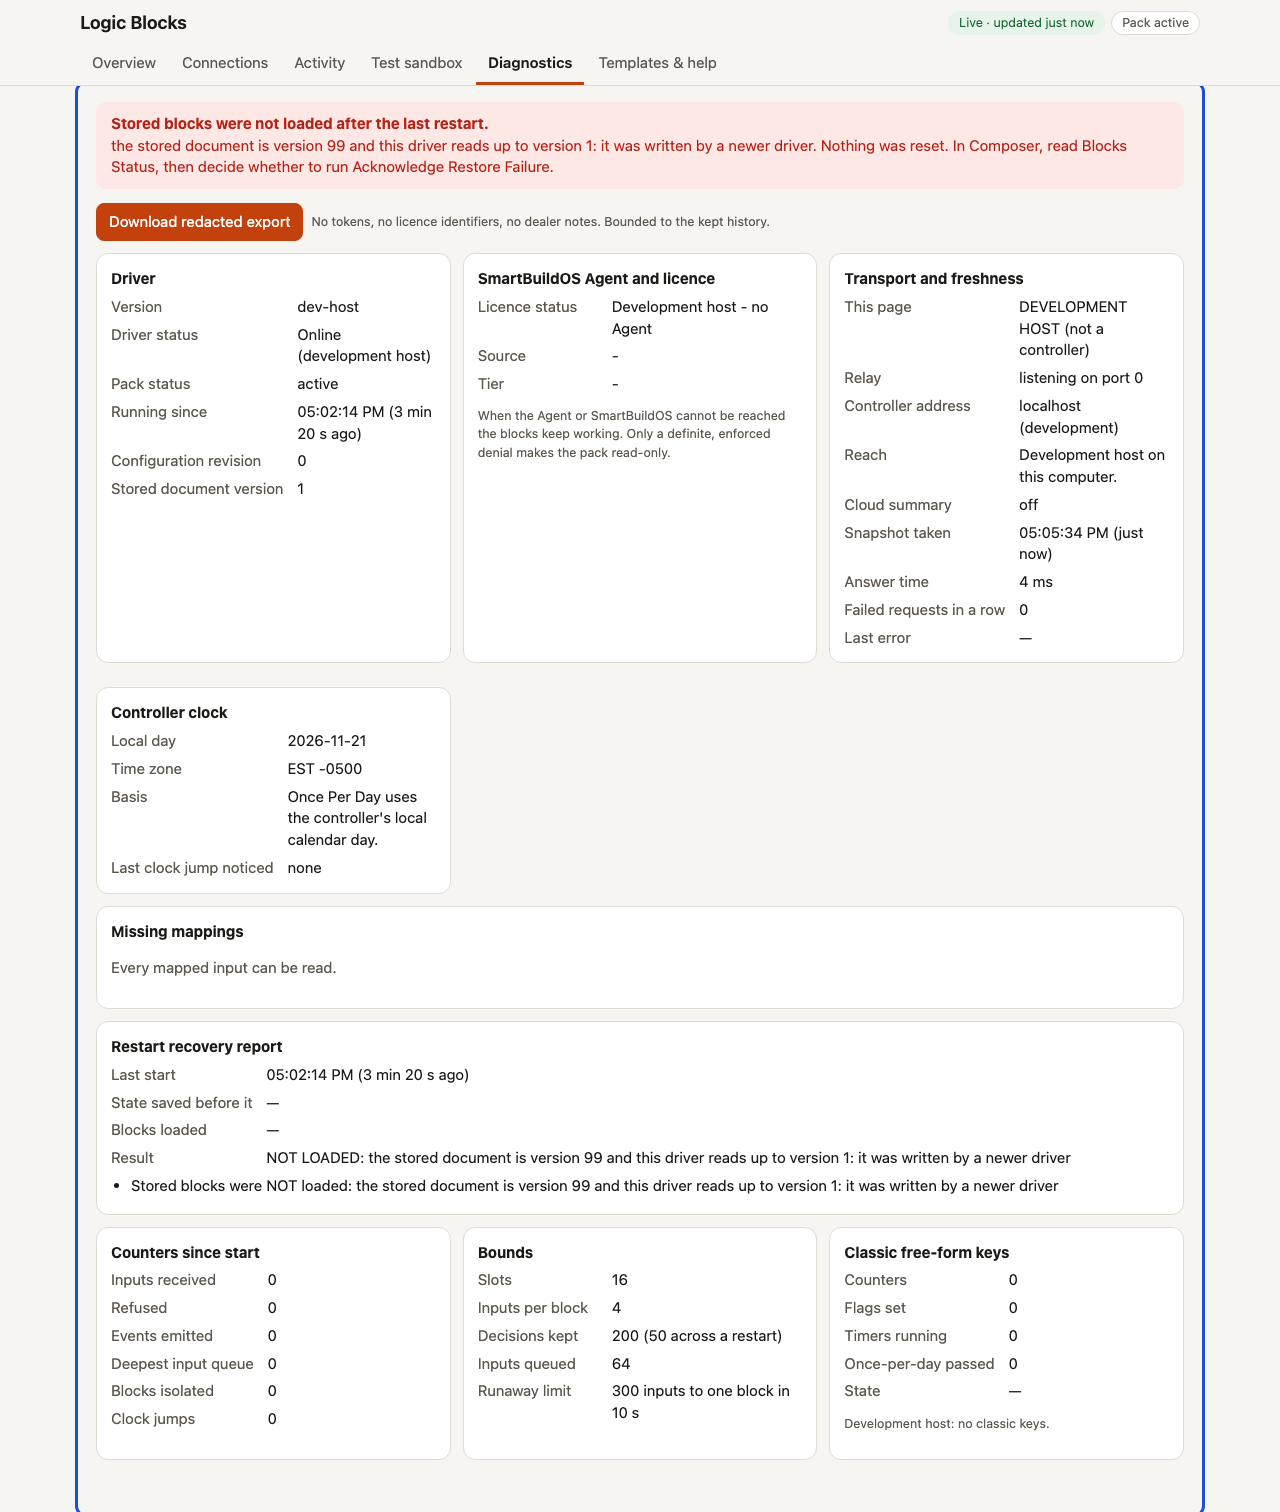 Logic Blocks
Live · updated just now
Pack active
Overview
Connections
Activity
Test sandbox
Diagnostics
Templates & help
Stored blocks were not loaded after the last restart.
the stored document is version 99 and this driver reads up to version 1: it was written by a newer driver. Nothing was reset. In Composer, read Blocks
Status, then decide whether to run Acknowledge Restore Failure.
Download redacted export
No tokens, no licence identifiers, no dealer notes. Bounded to the kept history.
Driver
Version dev-host
Driver status Online
(development host)
Pack status active
Running since 05:02:14 PM (3 min
20 s ago)
Configuration revision 0
Stored document version 1
SmartBuildOS Agent and licence
Licence status Development host - no
Agent
Source -
Tier -
When the Agent or SmartBuildOS cannot be reached
the blocks keep working. Only a definite, enforced
denial makes the pack read-only.
Transport and freshness
This page DEVELOPMENT
HOST (not a
controller)
Relay listening on port 0
Controller address localhost
(development)
Reach Development host on
this computer.
Cloud summary off
Snapshot taken 05:05:34 PM (just
now)
Answer time 4 ms
Failed requests in a row 0
Last error —
Controller clock
Local day 2026-11-21
Time zone EST -0500
Basis Once Per Day uses
the controller's local
calendar day.
Last clock jump noticed none
Missing mappings
Every mapped input can be read.
Restart recovery report
Last start 05:02:14 PM (3 min 20 s ago)
State saved before it —
Blocks loaded —
Result NOT LOADED: the stored document is version 99 and this driver reads up to version 1: it was written by a newer driver
• Stored blocks were NOT loaded: the stored document is version 99 and this driver reads up to version 1: it was written by a newer driver
Counters since start
Inputs received 0
Refused 0
Events emitted 0
Deepest input queue 0
Blocks isolated 0
Clock jumps 0
Bounds
Slots 16
Inputs per block 4
Decisions kept 200 (50 across a restart)
Inputs queued 64
Runaway limit 300 inputs to one block in
10 s
Classic free-form keys
Counters 0
Flags set 0
Timers running 0
Once-per-day passed 0
State —
Development host: no classic keys.